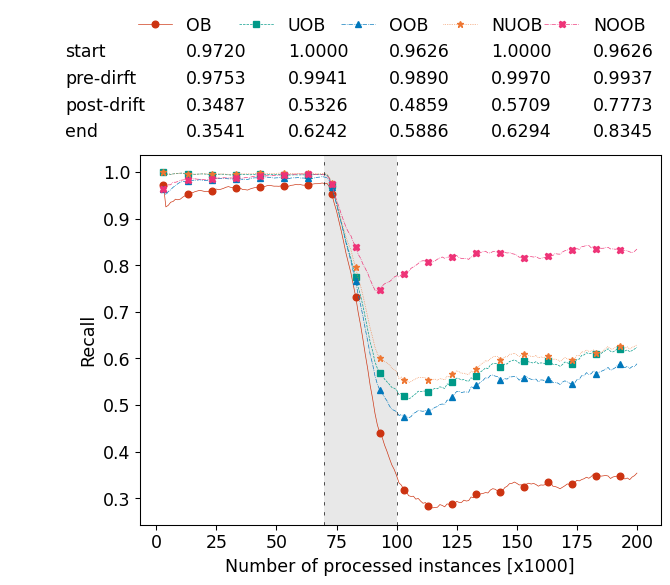 OB UOB OOB NUOB NOOB
start 0.9720 1.0000 0.9626 1.0000 0.9626
pre-dirft 0.9753 0.9941 0.9890 0.9970 0.9937
post-drift 0.3487 0.5326 0.4859 0.5709 0.7773
end 0.3541 0.6242 0.5886 0.6294 0.8345
1.0
0.9
0.8
0.7
0.6
0.5
0.4
0.3
Recall
0 25 50 75 100 125 150 175 200
Number of processed instances [x1000]